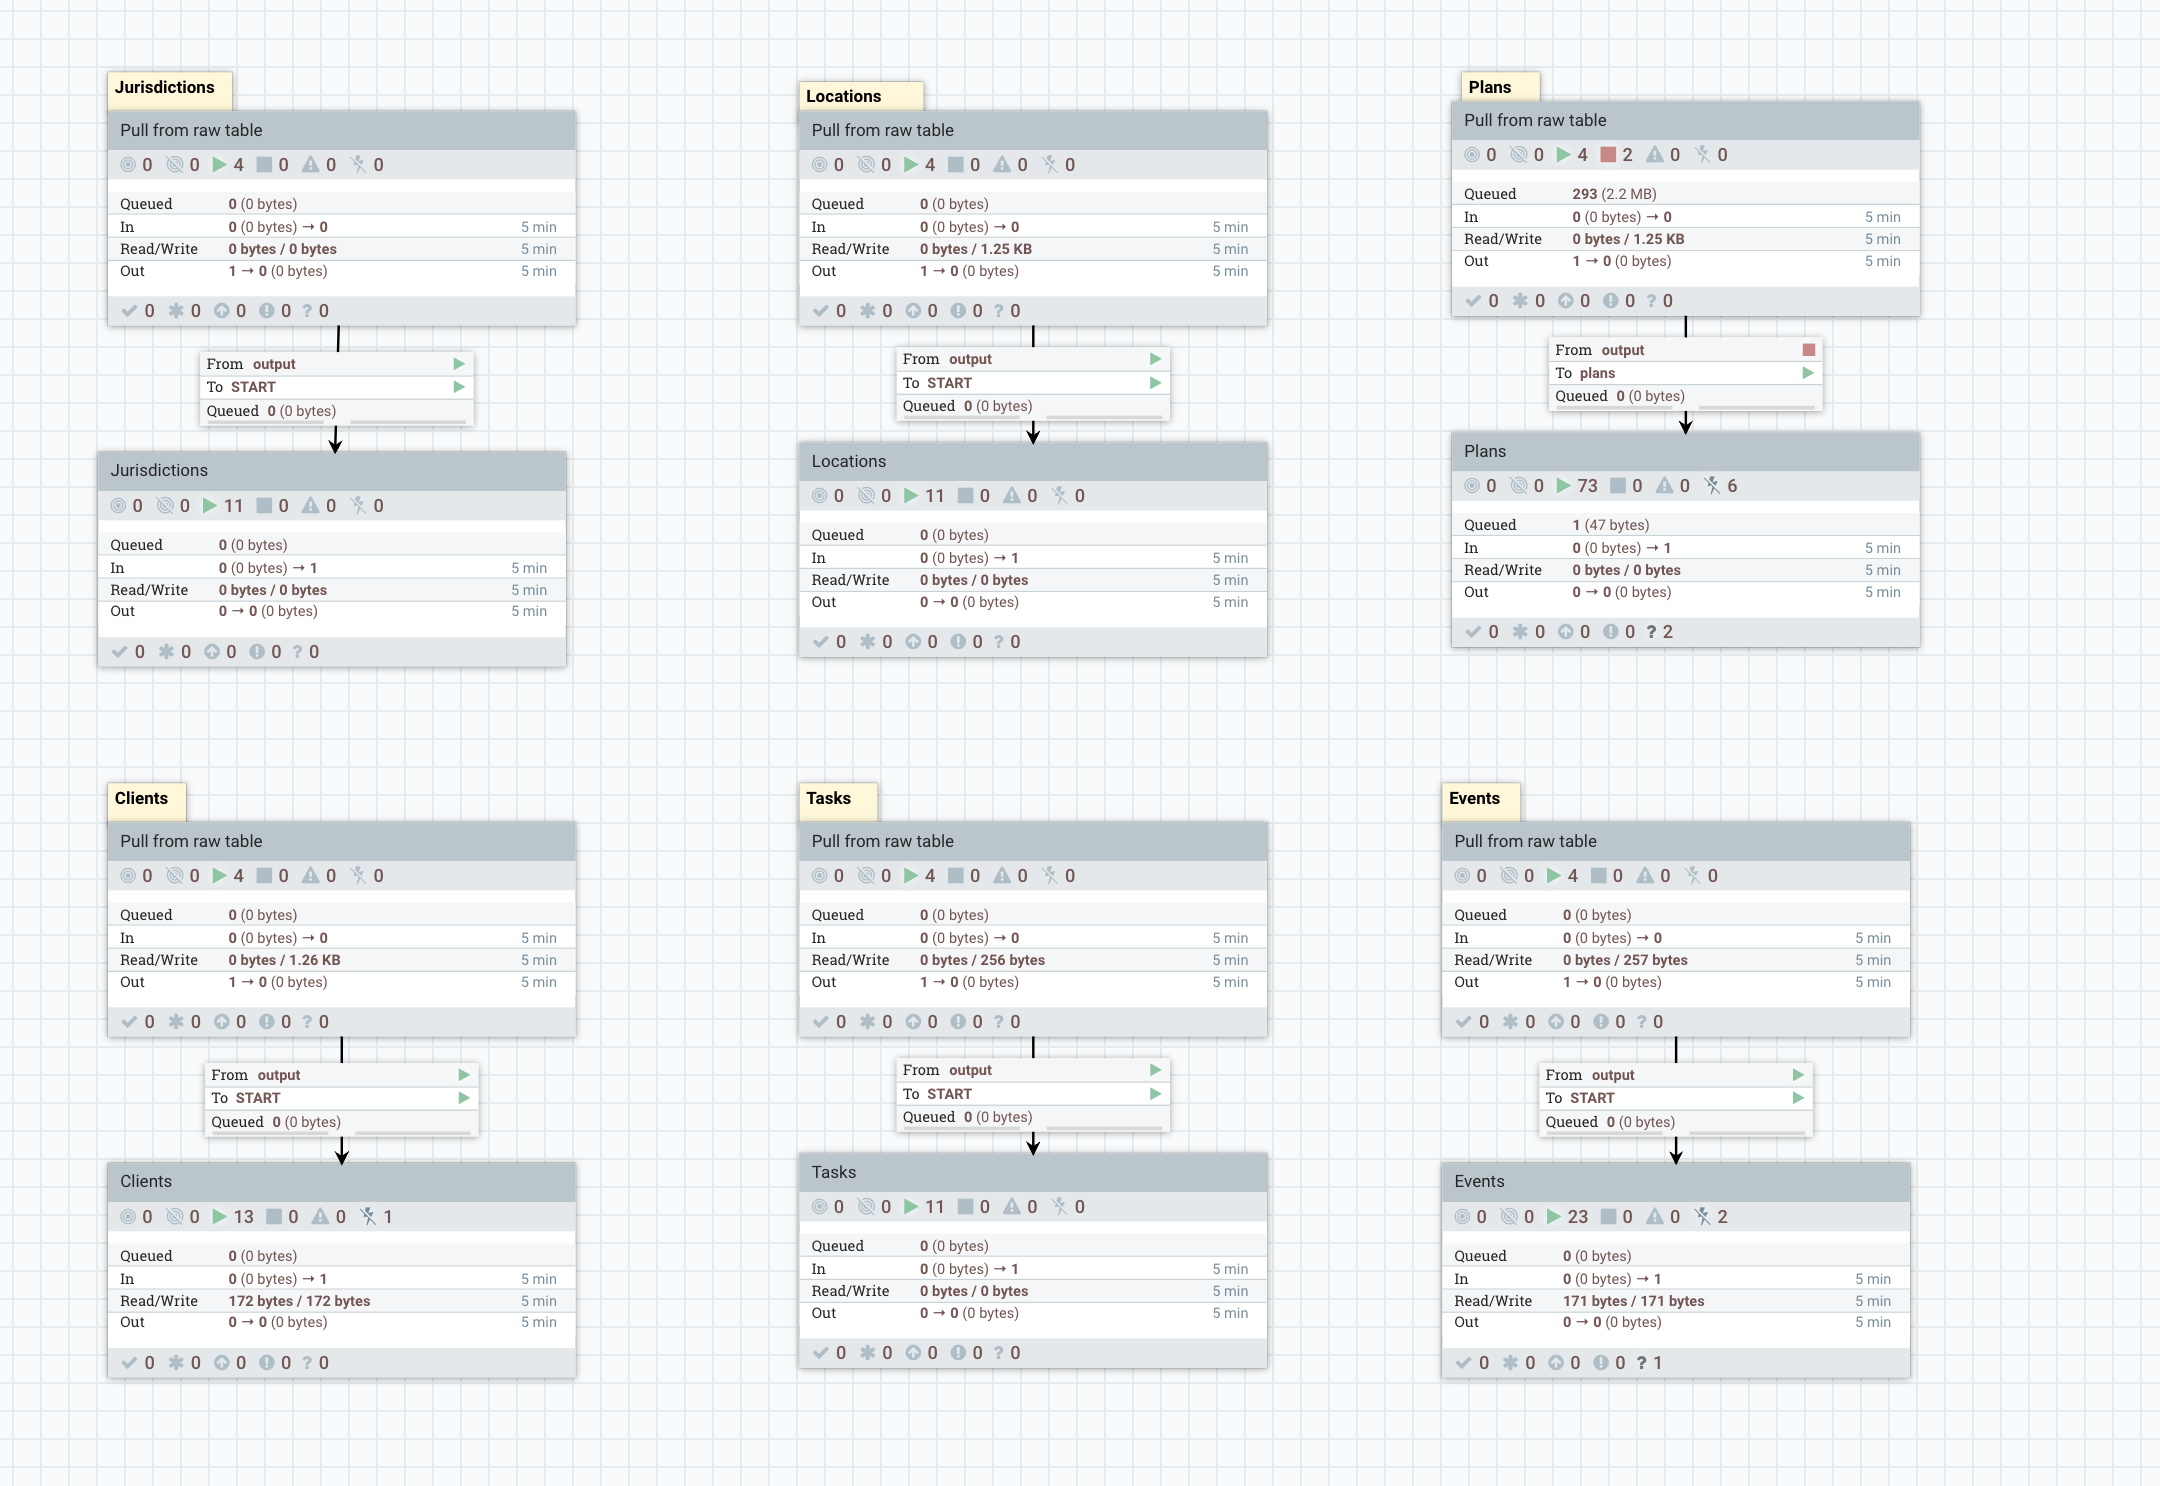 Jurisdictions
Pull from raw table
0 0 4 0 0 0
Queued 0 (0 bytes)
In 0 (0 bytes) → 0 5 min
Read/Write 0 bytes / 0 bytes 5 min
Out 1 → 0 (0 bytes) 5 min
0 0 0 0 ? 0
From output
To START
Queued 0 (0 bytes)
Jurisdictions
0 0 11 0 0 0
Queued 0 (0 bytes)
In 0 (0 bytes) → 1 5 min
Read/Write 0 bytes / 0 bytes 5 min
Out 0 → 0 (0 bytes) 5 min
0 0 0 0 ? 0
Locations
Pull from raw table
0 0 4 0 0 0
Queued 0 (0 bytes)
In 0 (0 bytes) → 0 5 min
Read/Write 0 bytes / 1.25 KB 5 min
Out 1 → 0 (0 bytes) 5 min
0 0 0 0 ? 0
From output
To START
Queued 0 (0 bytes)
Locations
0 0 11 0 0 0
Queued 0 (0 bytes)
In 0 (0 bytes) → 1 5 min
Read/Write 0 bytes / 0 bytes 5 min
Out 0 → 0 (0 bytes) 5 min
0 0 0 0 ? 0
Plans
Pull from raw table
0 0 4 2 0 0
Queued 293 (2.2 MB)
In 0 (0 bytes) → 0 5 min
Read/Write 0 bytes / 1.25 KB 5 min
Out 1 → 0 (0 bytes) 5 min
0 0 0 0 ? 0
From output
To plans
Queued 0 (0 bytes)
Plans
0 0 73 0 0 6
Queued 1 (47 bytes)
In 0 (0 bytes) → 1 5 min
Read/Write 0 bytes / 0 bytes 5 min
Out 0 → 0 (0 bytes) 5 min
0 0 0 0 ? 2
Clients
Pull from raw table
0 0 4 0 0 0
Queued 0 (0 bytes)
In 0 (0 bytes) → 0 5 min
Read/Write 0 bytes / 1.26 KB 5 min
Out 1 → 0 (0 bytes) 5 min
0 0 0 0 ? 0
From output
To START
Queued 0 (0 bytes)
Clients
0 0 13 0 0 1
Queued 0 (0 bytes)
In 0 (0 bytes) → 1 5 min
Read/Write 172 bytes / 172 bytes 5 min
Out 0 → 0 (0 bytes) 5 min
0 0 0 0 ? 0
Tasks
Pull from raw table
0 0 4 0 0 0
Queued 0 (0 bytes)
In 0 (0 bytes) → 0 5 min
Read/Write 0 bytes / 256 bytes 5 min
Out 1 → 0 (0 bytes) 5 min
0 0 0 0 ? 0
From output
To START
Queued 0 (0 bytes)
Tasks
0 0 11 0 0 0
Queued 0 (0 bytes)
In 0 (0 bytes) → 1 5 min
Read/Write 0 bytes / 0 bytes 5 min
Out 0 → 0 (0 bytes) 5 min
0 0 0 0 ? 0
Events
Pull from raw table
0 0 4 0 0 0
Queued 0 (0 bytes)
In 0 (0 bytes) → 0 5 min
Read/Write 0 bytes / 257 bytes 5 min
Out 1 → 0 (0 bytes) 5 min
0 0 0 0 ? 0
From output
To START
Queued 0 (0 bytes)
Events
0 0 23 0 0 2
Queued 0 (0 bytes)
In 0 (0 bytes) → 1 5 min
Read/Write 171 bytes / 171 bytes 5 min
Out 0 → 0 (0 bytes) 5 min
0 0 0 0 ? 1